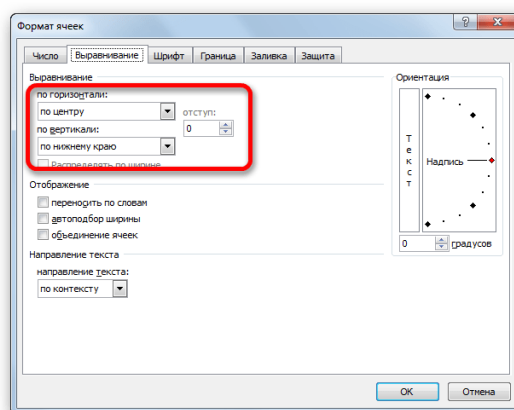 Формат ячеек
Число Выравнивание Шрифт Граница Заливка Защита
Выравнивание
по горизонтали:
по центру
отступ:
0
по вертикали:
по нижнему краю
Распределять по ширине
Отображение
переносить по словам
автоподбор ширины
объединение ячеек
Направление текста
направление текста:
по контексту
Ориентация
Текст
Надпись
0 градусов
ОК Отмена